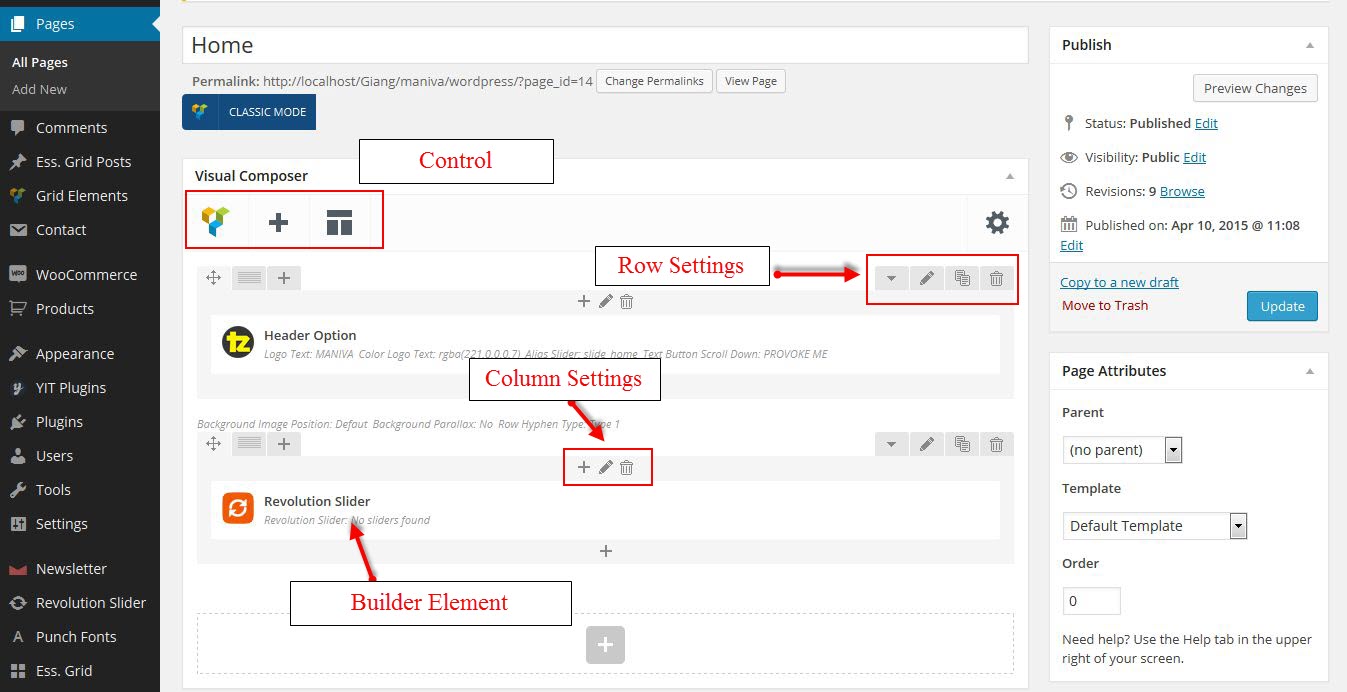 Pages
All Pages
Add New
Comments
Ess. Grid Posts
Grid Elements
Contact
WOO
WooCommerce
Products
Appearance
YIT Plugins
Plugins
Users
Tools
Settings
Newsletter
Revolution Slider
A Punch Fonts
Ess. Grid
Home
Permalink: http://localhost/Giang/maniva/wordpress/?page_id=14 Change Permalinks View Page
CLASSIC MODE
Control
Visual Composer
Row Settings
tz
Header Option
Logo Text: MANIVA Color Logo Text: rgba(221,0,0,0.7) Alias Slider: slide_home Text Button Scroll Down: PROVOKE ME
Column Settings
Background Image Position: Defaut Background Parollax: No Row Hyphen Type: Type 1
Revolution Slider
Revolution Slider: No sliders found
Builder Element
Publish
Preview Changes
Status: Published Edit
Visibility: Public Edit
Revisions: 9 Browse
Published on: Apr 10, 2015 @ 11:08
Edit
Copy to a new draft
Move to Trash
Update
Page Attributes
Parent
(no parent)
Template
Default Template
Order
0
Need help? Use the Help tab in the upper
right of your screen.